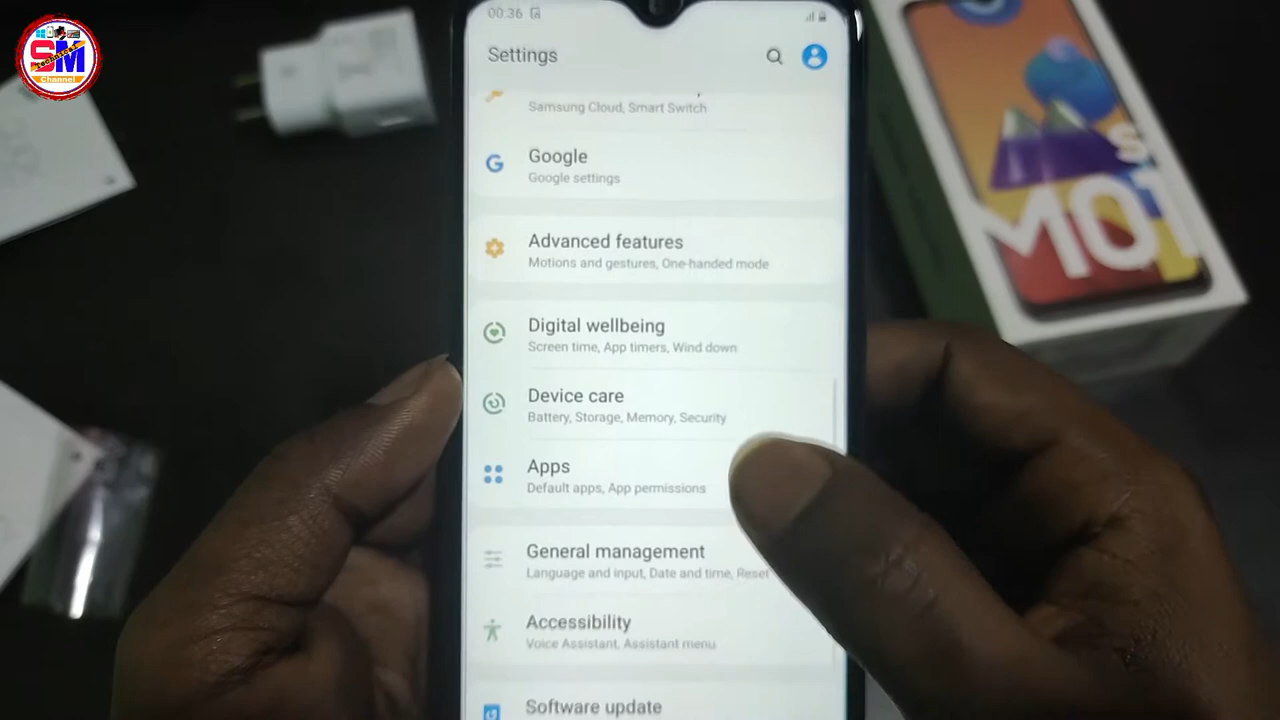 00.36
Settings
Samsung Cloud, Smart Switch
Google
Google settings
Advanced features
Motions and gestures, One-handed mode
Digital wellbeing
Screen time, App timers, Wind down
Device care
Battery, Storage, Memory, Security
Apps
Default apps, App permissions
General management
Language and input, Date and time, Reset
Accessibility
Voice Assistant, Assistant menu
Software update
SM
Channel
M01
s